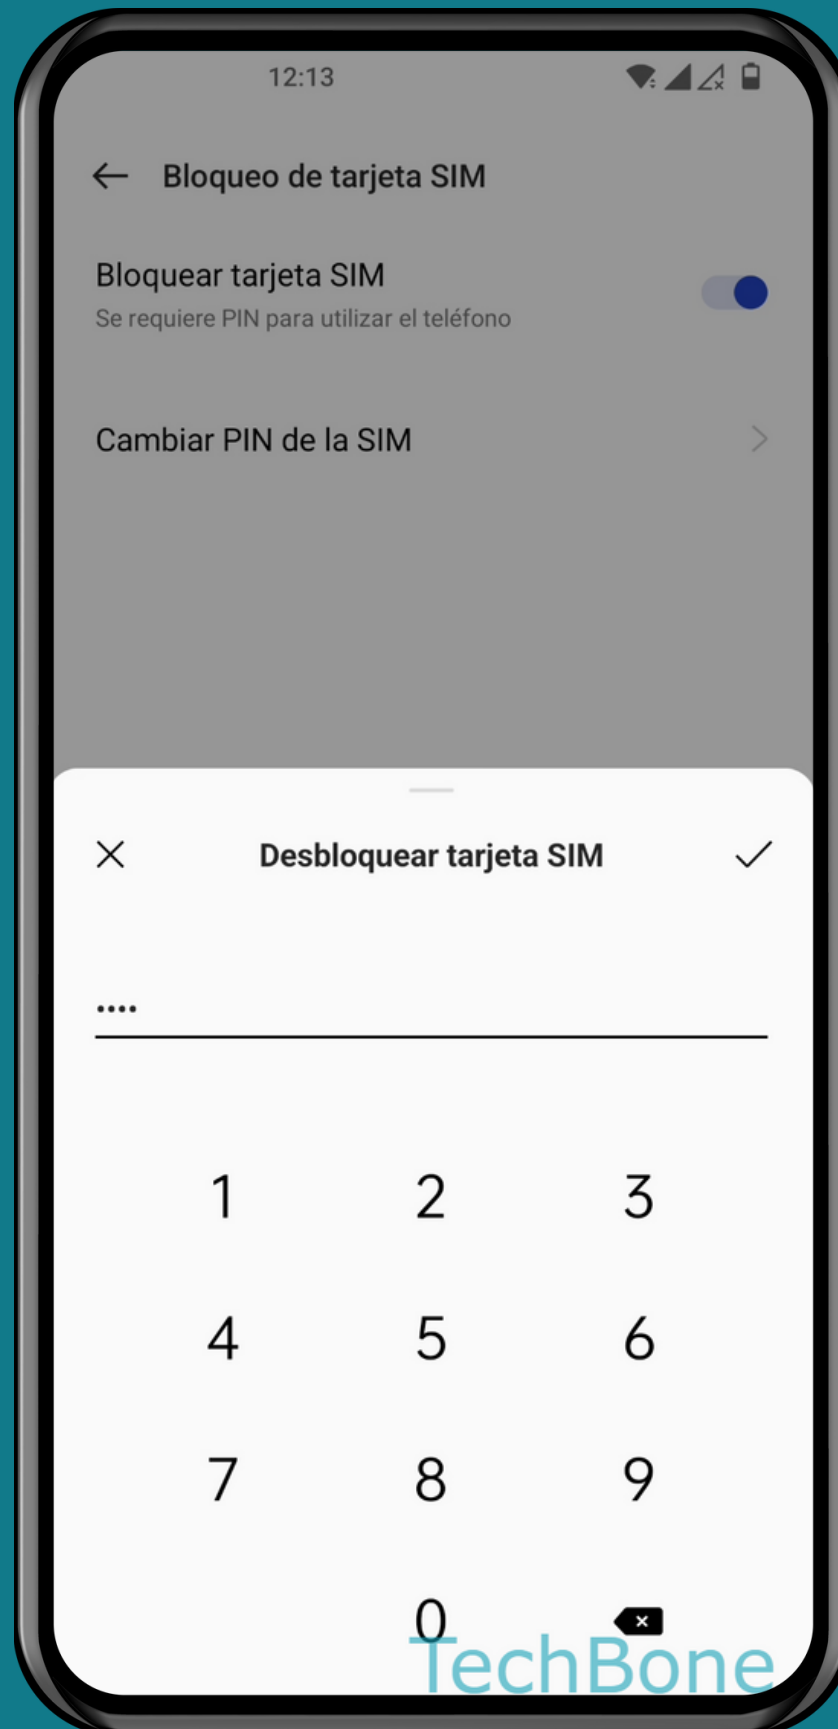 12:13
Bloqueo de tarjeta SIM
Bloquear tarjeta SIM
Se requiere PIN para utilizar el teléfono
Cambiar PIN de la SIM
Desbloquear tarjeta SIM
••••
1 2 3
4 5 6
7 8 9
0
TechBone